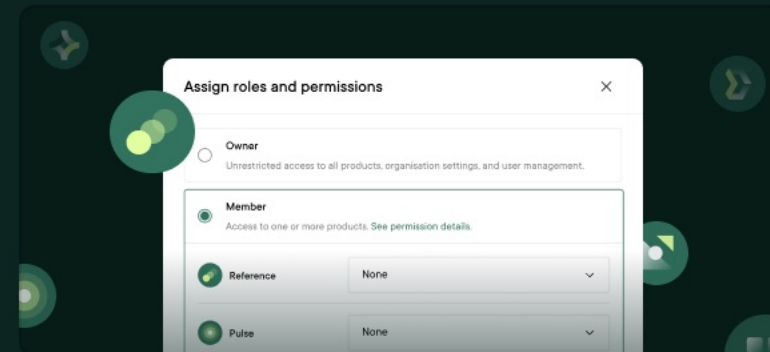 Assign roles and permissions
Owner
Unrestricted access to all products, organisation settings, and user management.
Member
Access to one or more products. See permission details.
Reference
None
Pulse
None